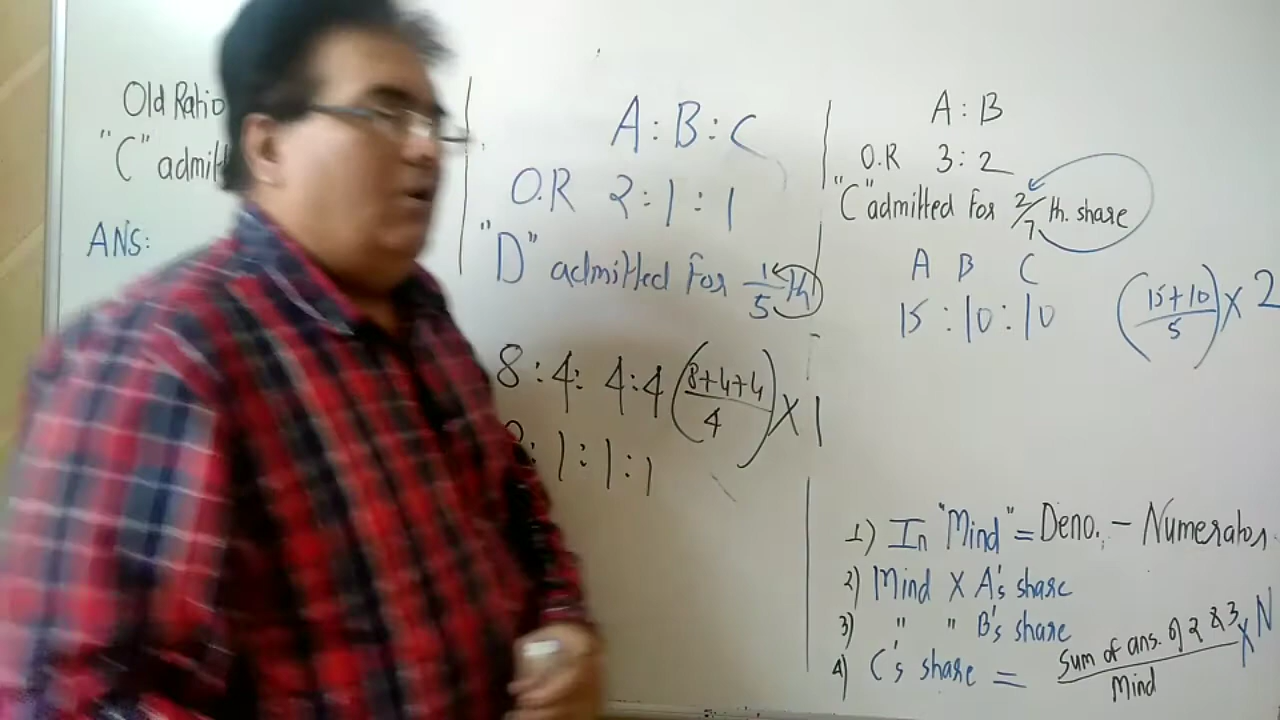 Old Ratio
"C" admitt
ANS:
A : B : C
O.R 2 : 1 : 1
"D" admitted For 1/5 th
8 : 4 : 4 : 4 (8+4+4/4) X 1
: 1 : 1 : 1
A : B
O.R 3 : 2
"C" admitted For 2/7 th. share
A B C
15 : 10 : 10 (15+10/5) X 2
1) In "Mind" = Deno. - Numerator.
2) Mind X A's share
3) " " B's share
4) C's share = Sum of ans. of 2 & 3/Mind X N